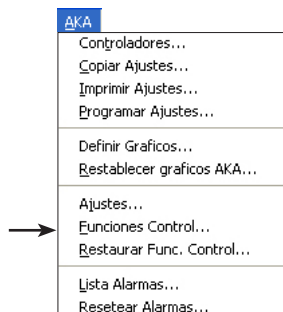 AKA
Controladores...
Copiar Ajustes...
Imprimir Ajustes...
Programar Ajustes...
Definir Graficos...
Restablecer graficos AKA...
Ajustes...
Funciones Control...
Restaurar Func. Control...
Lista Alarmas...
Resetear Alarmas...